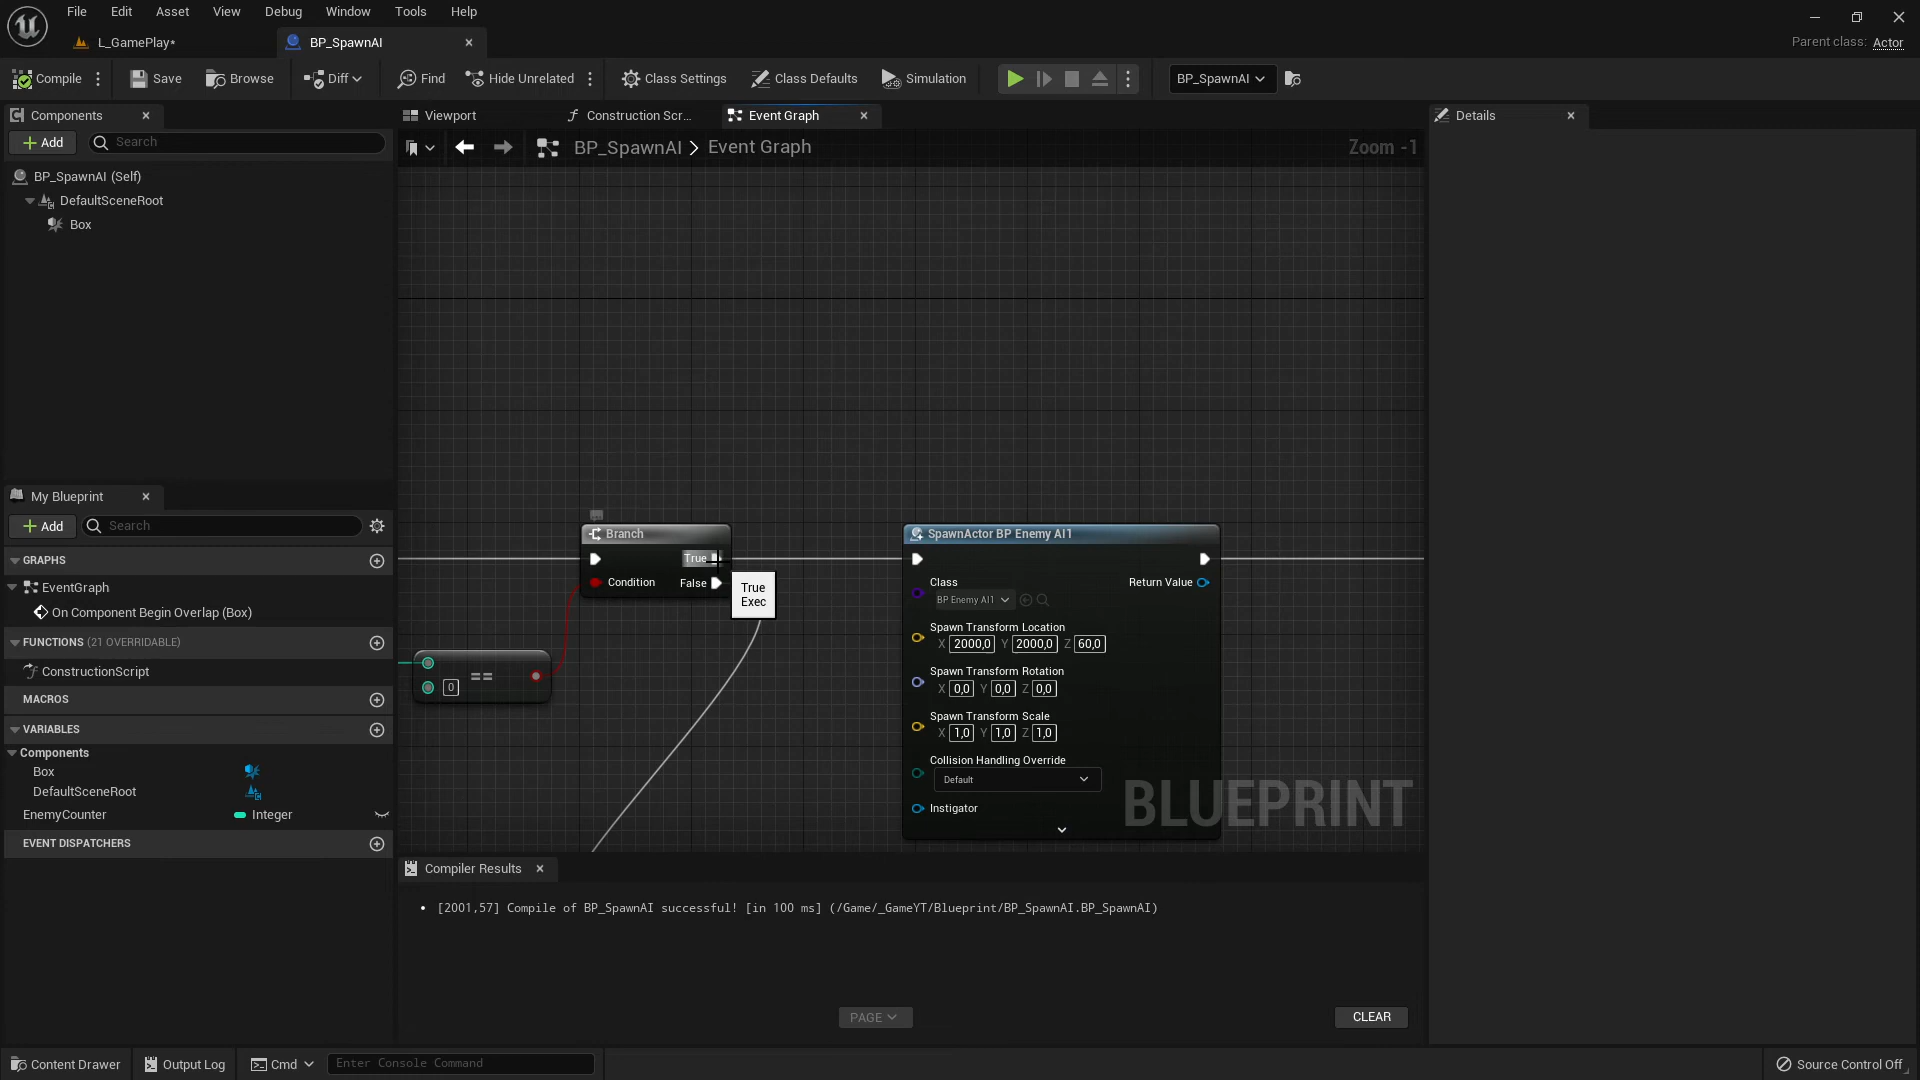 File Edit Asset View Debug Window Tools Help
L_GamePlay*
BP_SpawnAI
Parent class: Actor
Compile Save Browse Diff Find Hide Unrelated Class Settings Class Defaults Simulation BP_SpawnAI
Components
Add Search
BP_SpawnAI (Self)
DefaultSceneRoot
Box
My Blueprint
Add Search
GRAPHS
EventGraph
On Component Begin Overlap (Box)
FUNCTIONS (21 OVERRIDABLE)
ConstructionScript
MACROS
VARIABLES
Components
Box
DefaultSceneRoot
EnemyCounter Integer
EVENT DISPATCHERS
Viewport Construction Scr... Event Graph
BP_SpawnAI > Event Graph
Zoom -1
Branch
True
Condition False
True
Exec
==
0
SpawnActor BP Enemy AI1
Class
BP Enemy AI1
Return Value
Spawn Transform Location
X 2000,0 Y 2000,0 Z 60,0
Spawn Transform Rotation
X 0,0 Y 0,0 Z 0,0
Spawn Transform Scale
X 1,0 Y 1,0 Z 1,0
Collision Handling Override
Default
Instigator
BLUEPRINT
Compiler Results
• [2001,57] Compile of BP_SpawnAI successful! [in 100 ms] (/Game/_GameYT/Blueprint/BP_SpawnAI.BP_SpawnAI)
PAGE
CLEAR
Details
Content Drawer Output Log Cmd Enter Console Command
Source Control Off